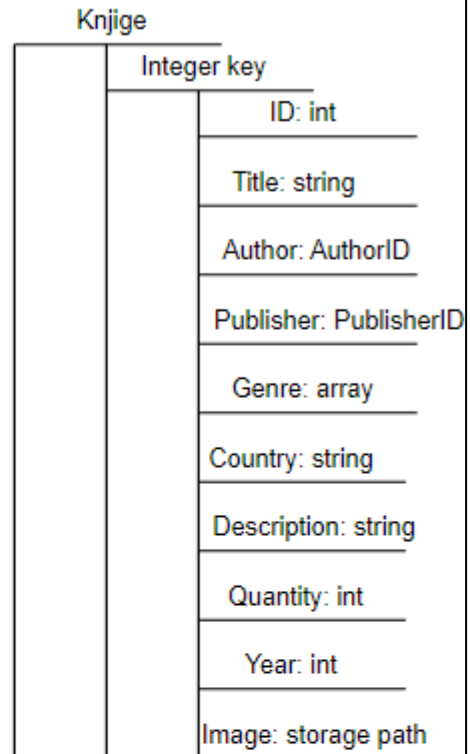 Knjige
Integer key
ID: int
Title: string
Author: AuthorID
Publisher: PublisherID
Genre: array
Country: string
Description: string
Quantity: int
Year: int
Image: storage path